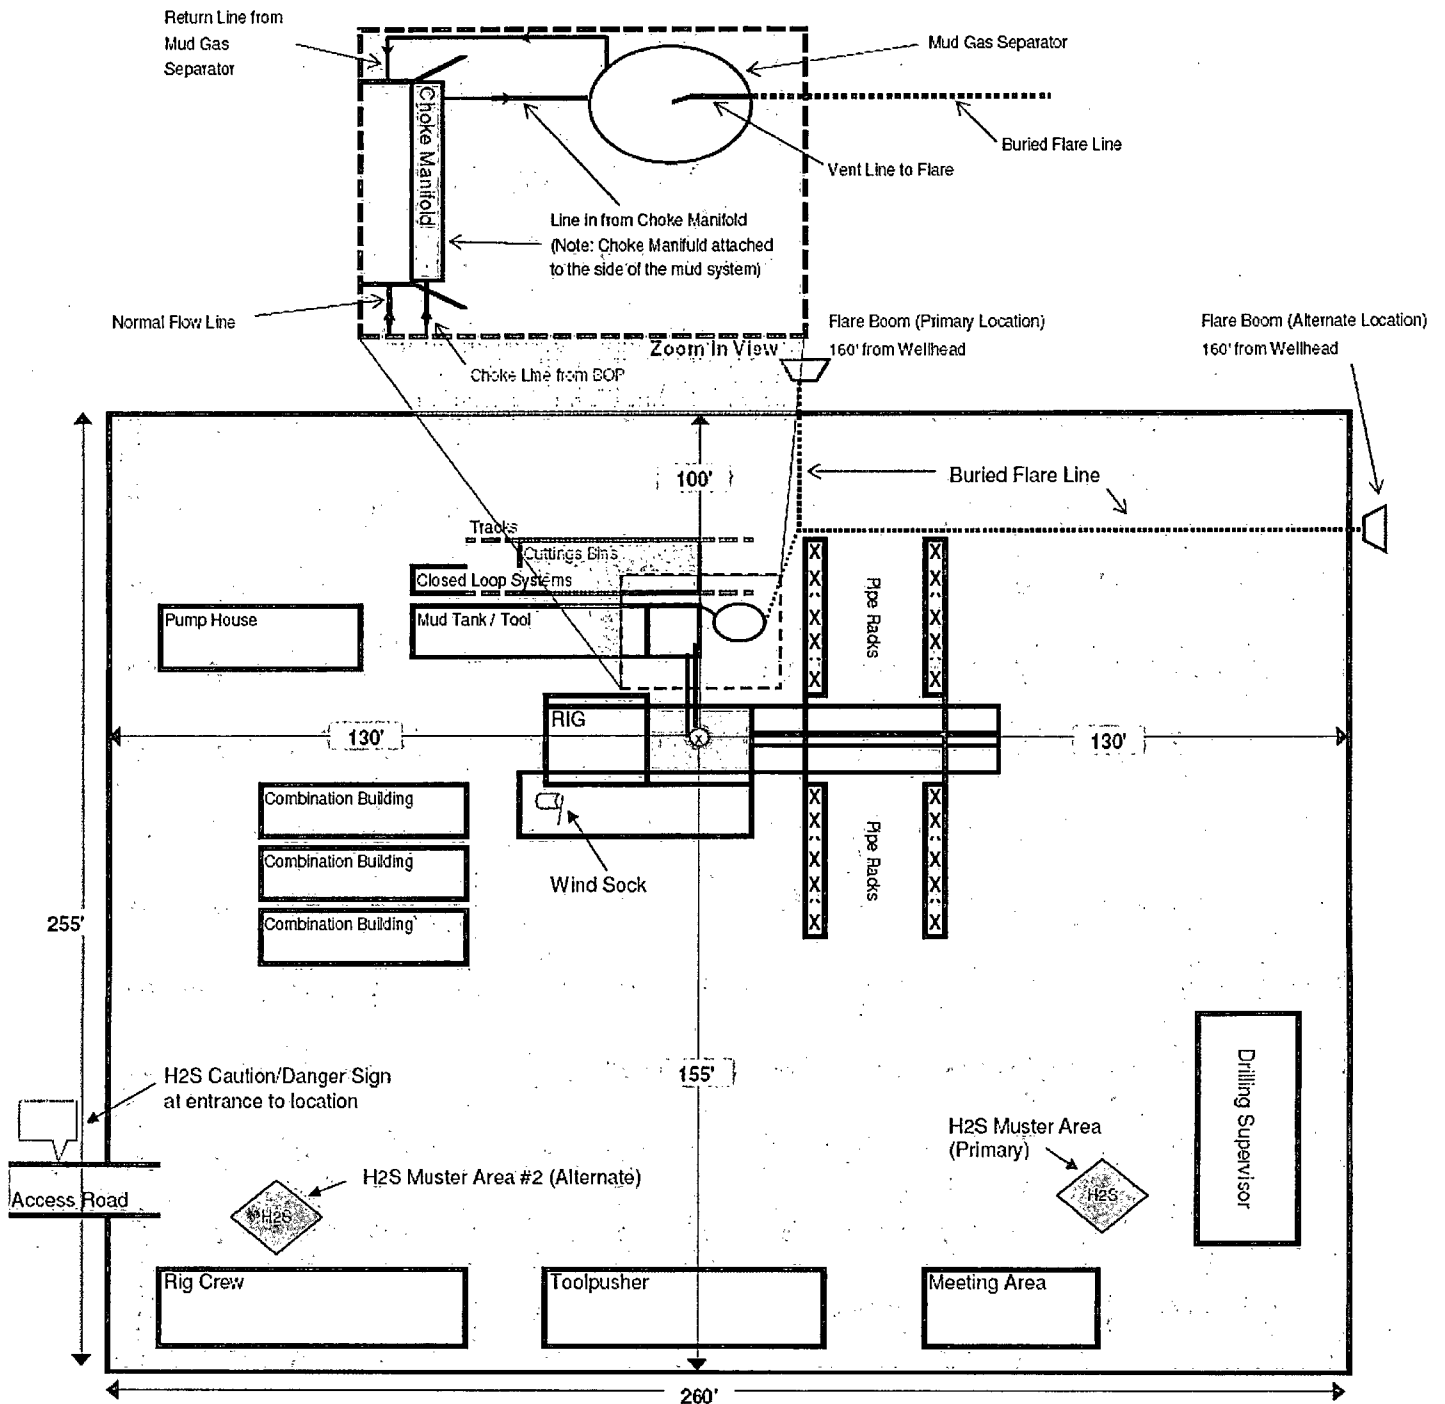 Return Line from
Mud Gas
Separator
Mud Gas Separator
Buried Flare Line
Vent Line to Flare
Choke Manifold
Line in from Choke Manifold
(Note: Choke Manifold attached
to the side of the mud system)
Normal Flow Line
Zoom In View
Choke Line from BOP
Flare Boom (Primary Location)
160' from Wellhead
Flare Boom (Alternate Location)
160' from Wellhead
100'
Buried Flare Line
Tracks
Cuttings Bins
Closed Loop Systems
Pump House
Mud Tank / Tool
X
X
X
X
X
Pipe Racks
X
X
X
X
X
RIG
130'
X
130'
Combination Building
Combination Building
Combination Building
Wind Sock
X
X
X
X
X
Pipe Racks
X
X
X
X
X
255'
155'
H2S Caution/Danger Sign
at entrance to location
Access Road
H2S Muster Area #2 (Alternate)
H2S
H2S Muster Area
(Primary)
H2S
Drilling Supervisor
Rig Crew
Toolpusher
Meeting Area
260'